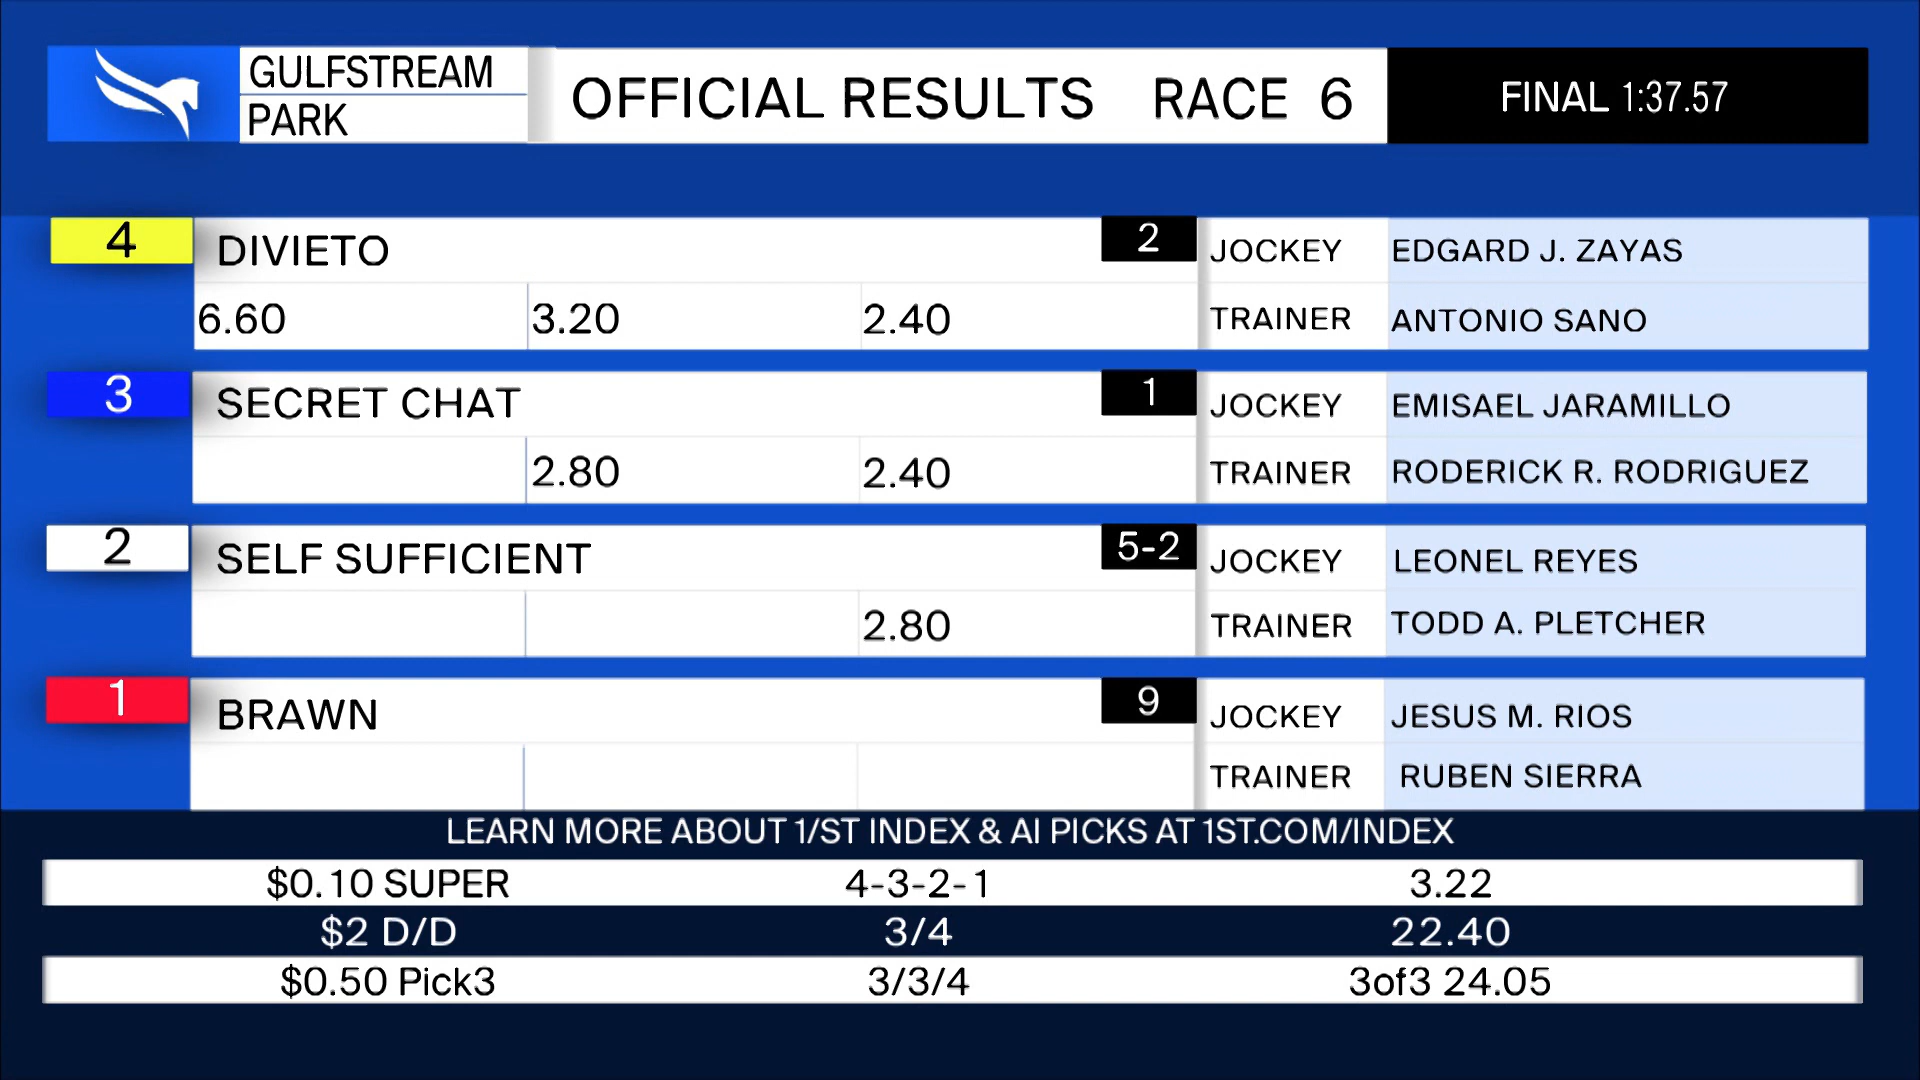 GULFSTREAM
PARK
OFFICIAL RESULTS RACE 6
FINAL 1:37.57
4 DIVIETO 2 JOCKEY EDGARD J. ZAYAS
6.60 3.20 2.40 TRAINER ANTONIO SANO
3 SECRET CHAT 1 JOCKEY EMISAEL JARAMILLO
2.80 2.40 TRAINER RODERICK R. RODRIGUEZ
2 SELF SUFFICIENT 5-2 JOCKEY LEONEL REYES
2.80 TRAINER TODD A. PLETCHER
1 BRAWN 9 JOCKEY JESUS M. RIOS
TRAINER RUBEN SIERRA
LEARN MORE ABOUT 1/ST INDEX & AI PICKS AT 1ST.COM/INDEX
$0.10 SUPER 4-3-2-1 3.22
$2 D/D 3/4 22.40
$0.50 Pick3 3/3/4 3of3 24.05